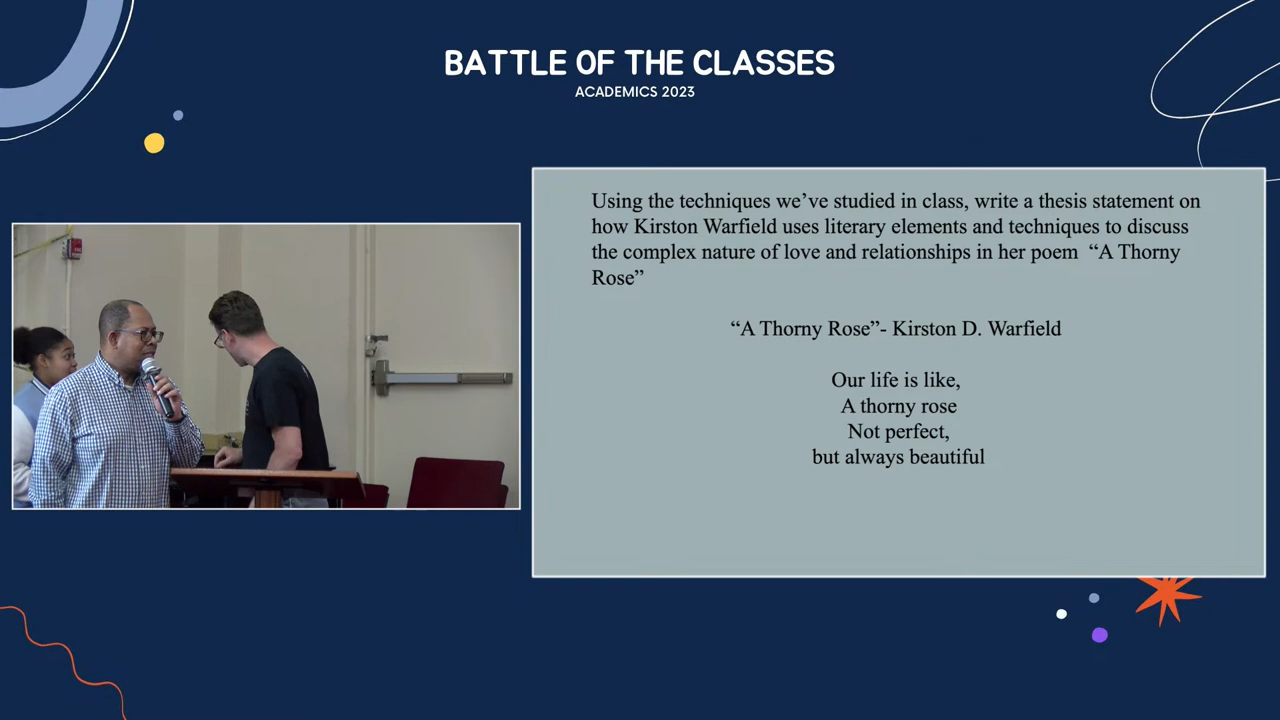 BATTLE OF THE CLASSES
ACADEMICS 2023
Using the techniques we’ve studied in class, write a thesis statement on
how Kirston Warfield uses literary elements and techniques to discuss
the complex nature of love and relationships in her poem “A Thorny
Rose”
“A Thorny Rose”- Kirston D. Warfield
Our life is like,
A thorny rose
Not perfect,
but always beautiful